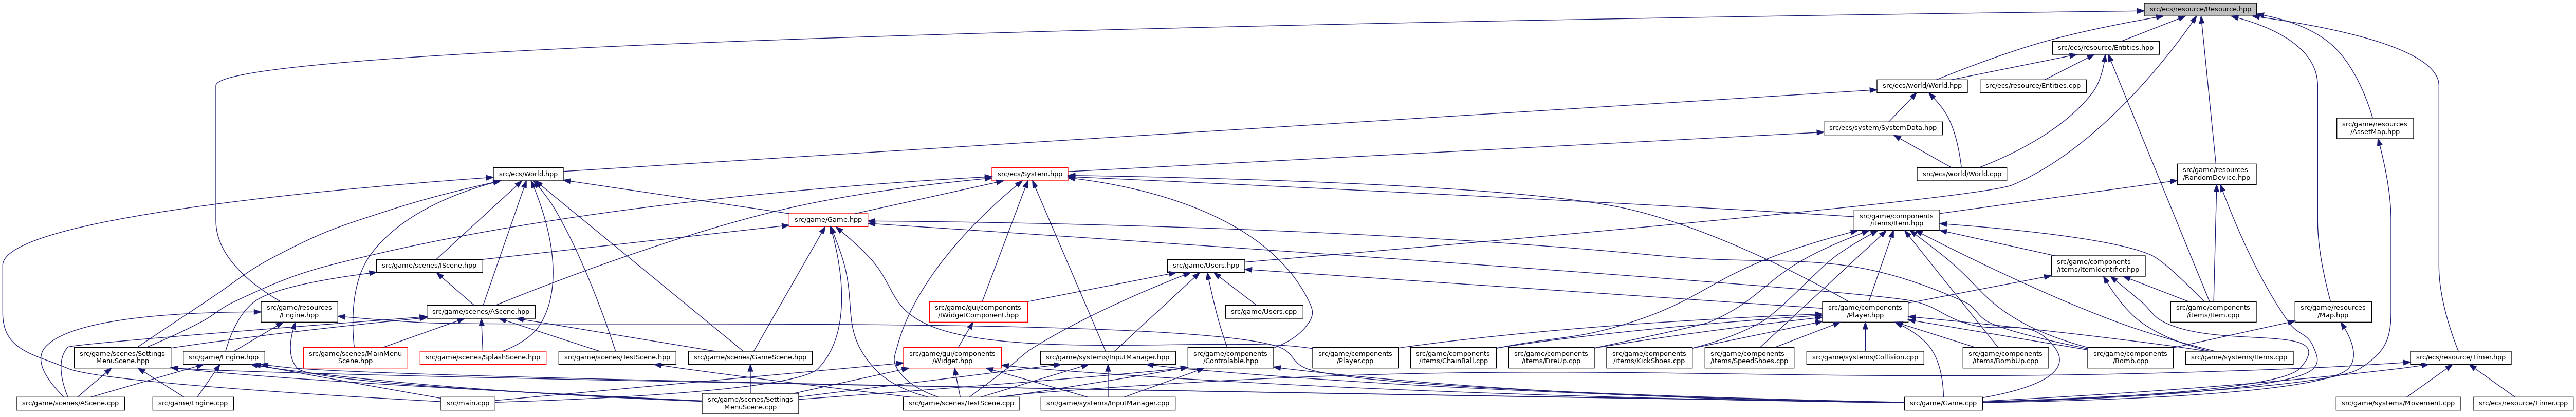 src/ecs/resource/Resource.hpp
src/ecs/resource/Entities.hpp
src/ecs/world/World.hpp
src/ecs/resource/Entities.cpp
src/ecs/system/SystemData.hpp
src/game/resources
/AssetMap.hpp
src/ecs/World.hpp
src/ecs/System.hpp
src/ecs/world/World.cpp
src/game/resources
/RandomDevice.hpp
src/game/Game.hpp
src/game/components
/items/Item.hpp
src/game/scenes/IScene.hpp
src/game/Users.hpp
src/game/components
/items/ItemIdentifier.hpp
src/game/resources
/Engine.hpp
src/game/scenes/AScene.hpp
src/game/gui/components
/IWidgetComponent.hpp
src/game/Users.cpp
src/game/components
/Player.hpp
src/game/components
/items/Item.cpp
src/game/resources
/Map.hpp
src/game/scenes/Settings
MenuScene.hpp
src/game/Engine.hpp
src/game/scenes/MainMenu
Scene.hpp
src/game/scenes/SplashScene.hpp
src/game/scenes/TestScene.hpp
src/game/scenes/GameScene.hpp
src/game/gui/components
/Widget.hpp
src/game/systems/InputManager.hpp
src/game/components
/Controlable.hpp
src/game/components
/Player.cpp
src/game/components
/items/ChainBall.cpp
src/game/components
/items/FireUp.cpp
src/game/components
/items/KickShoes.cpp
src/game/components
/items/SpeedShoes.cpp
src/game/systems/Collision.cpp
src/game/components
/items/BombUp.cpp
src/game/components
/Bomb.cpp
src/game/systems/Items.cpp
src/ecs/resource/Timer.hpp
src/game/scenes/AScene.cpp
src/game/Engine.cpp
src/main.cpp
src/game/scenes/Settings
MenuScene.cpp
src/game/scenes/TestScene.cpp
src/game/systems/InputManager.cpp
src/game/Game.cpp
src/game/systems/Movement.cpp
src/ecs/resource/Timer.cpp